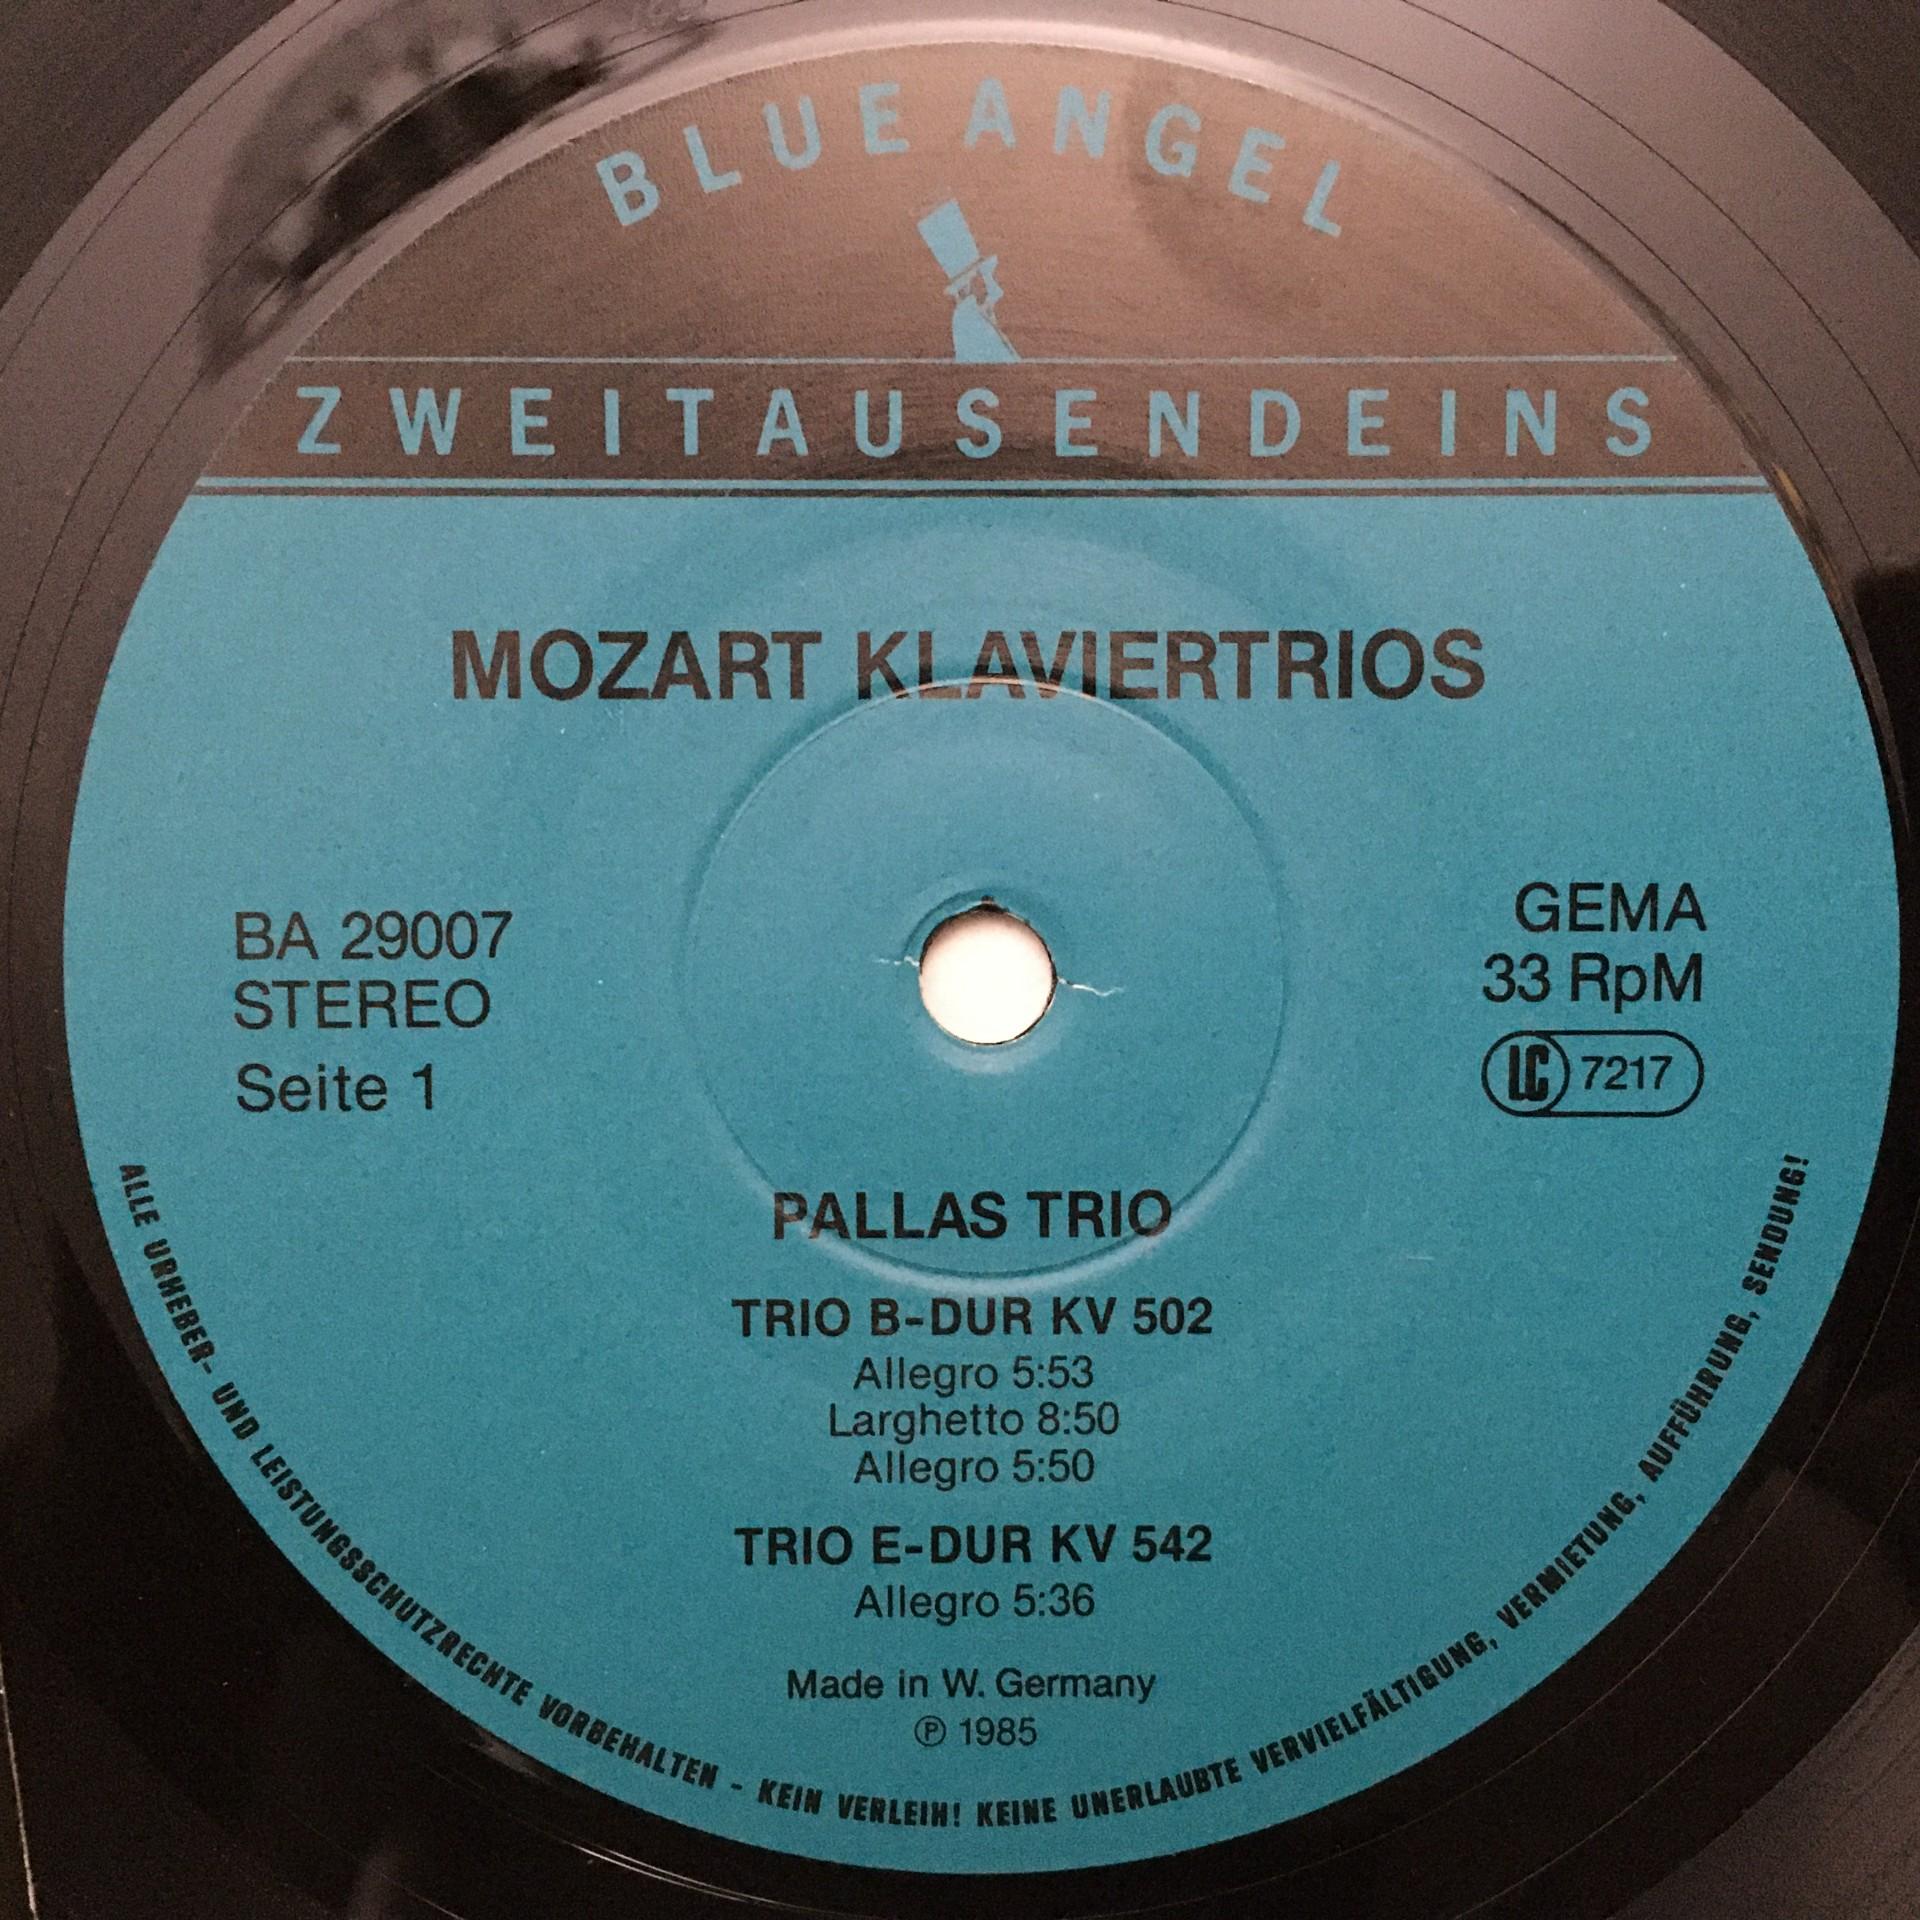 BLUE ANGEL
ZWEITAUSENDEINS
MOZART KLAVIERTRIOS
BA 29007
STEREO
Seite 1
GEMA
33 RpM
LC 7217
PALLAS TRIO
TRIO B-DUR KV 502
Allegro 5:53
Larghetto 8:50
Allegro 5:50
TRIO E-DUR KV 542
Allegro 5:36
Made in W. Germany
℗ 1985
ALLE URHEBER- UND LEISTUNGSSCHUTZRECHTE VORBEHALTEN - KEIN VERLEIH! KEINE UNERLAUBTE VERVIELFÄLTIGUNG, VERMIETUNG, AUFFÜHRUNG, SENDUNG!